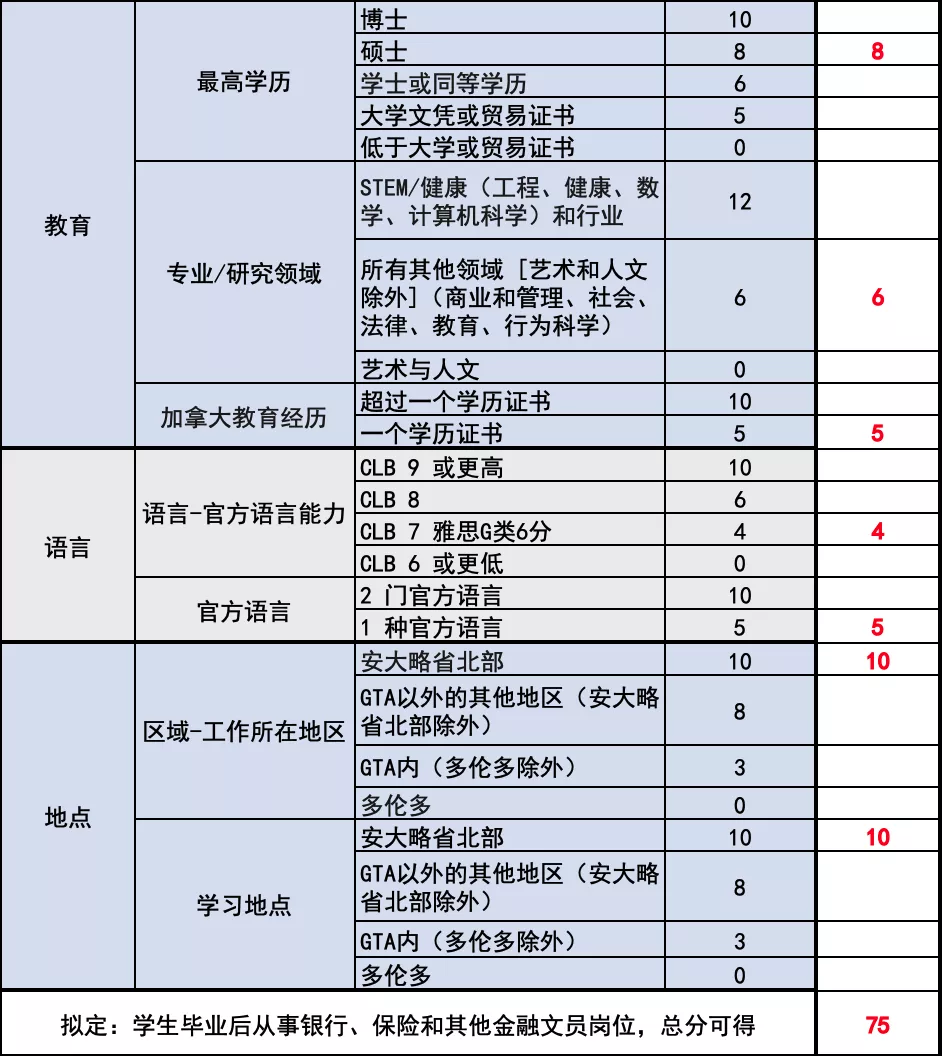 教育
最高学历
博士 10
硕士 8 8
学士或同等学历 6
大学文凭或贸易证书 5
低于大学或贸易证书 0
专业/研究领域
STEM/健康（工程、健康、数
学、计算机科学）和行业
12
所有其他领域 [艺术和人文
除外]（商业和管理、社会、
法律、教育、行为科学）
6 6
艺术与人文 0
加拿大教育经历
超过一个学历证书 10
一个学历证书 5 5
语言
语言-官方语言能力
CLB 9 或更高 10
CLB 8 6
CLB 7 雅思G类6分 4 4
CLB 6 或更低 0
官方语言
2 门官方语言 10
1 种官方语言 5 5
地点
区域-工作所在地区
安大略省北部 10 10
GTA以外的其他地区（安大略
省北部除外）
8
GTA内（多伦多除外） 3
多伦多 0
学习地点
安大略省北部 10 10
GTA以外的其他地区（安大略
省北部除外）
8
GTA内（多伦多除外） 3
多伦多 0
拟定：学生毕业后从事银行、保险和其他金融文员岗位，总分可得 75